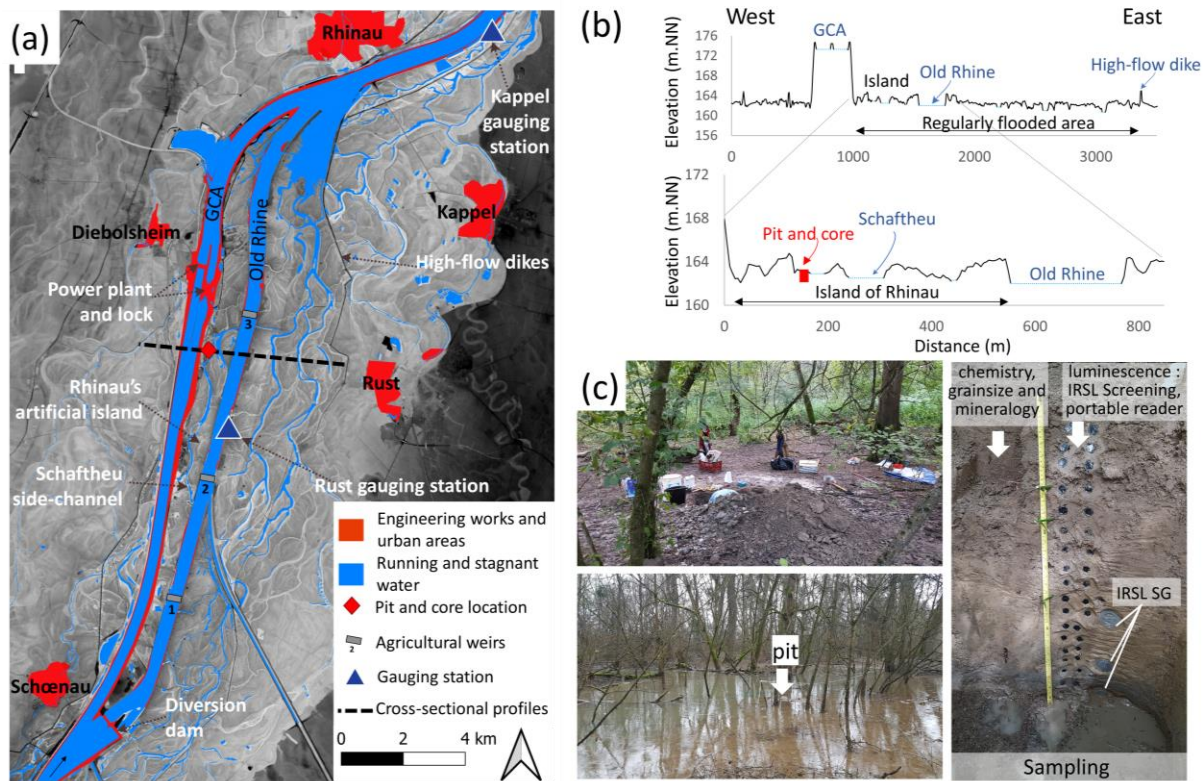 (a)
Rhinau
Kappel
gauging
station
GCA
Diebolsheim
Old Rhine
Kappel
High-flow dikes
Power plant
and lock
3
Rust
Rhinau's
artificial island
Schaftheu
side-channel
2
Rust gauging station
1
Schœnau
Diversion
dam
Engineering works and
urban areas
Running and stagnant
water
Pit and core location
2
Agricultural weirs
Gauging station
Cross-sectional profiles
0 2 4 km
(b)
West East
GCA
Island
Old Rhine
High-flow dike
Regularly flooded area
Elevation (m.NN)
176
172
168
164
160
156
0 1000 2000 3000
Pit and core
Schaftheu
Old Rhine
Island of Rhinau
Elevation (m.NN)
172
168
164
160
0 200 400 600 800
Distance (m)
(c)
pit
chemistry,
grainsize and
mineralogy
luminescence :
IRSL Screening,
portable reader
IRSL SG
Sampling